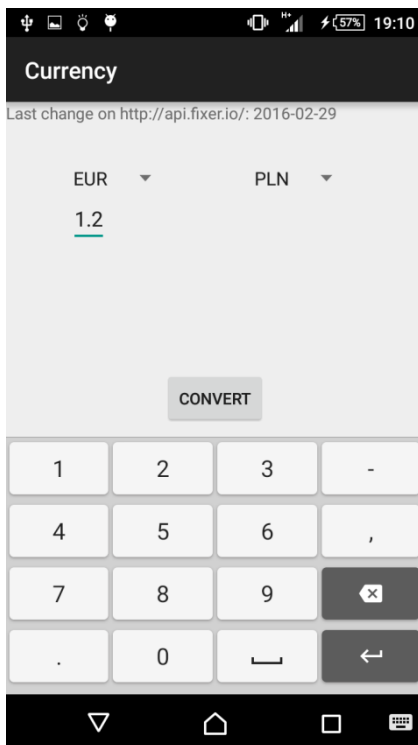 H+ 57% 19:10
Currency
Last change on http://api.fixer.io/: 2016-02-29
EUR PLN
1.2
CONVERT
1 2 3 -
4 5 6 ,
7 8 9
. 0